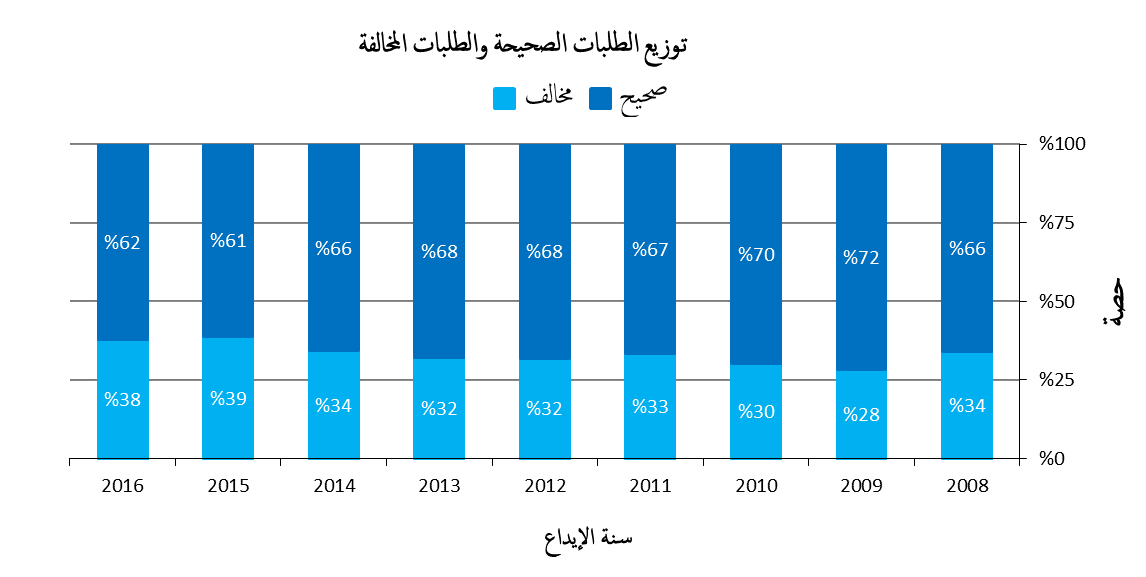 توزيع الطلبات الصحيحة والطلبات المخالفة
صحيح مخالف
%100
%75
%50
%25
%0
حصة
%66 %72 %70 %67 %68 %68 %66 %61 %62
%34 %28 %30 %33 %32 %32 %34 %39 %38
2008 2009 2010 2011 2012 2013 2014 2015 2016
سنة الإيداع